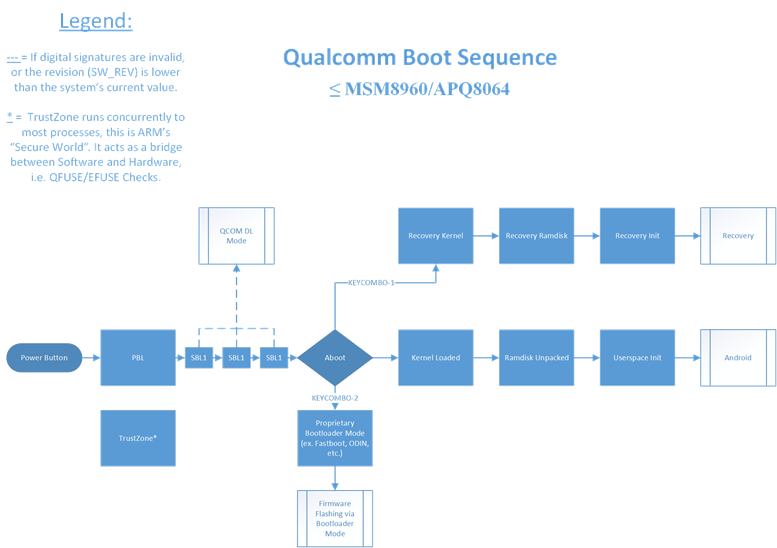 Legend:
--- = If digital signatures are invalid,
or the revision (SW_REV) is lower
than the system's current value.
* = TrustZone runs concurrently to
most processes, this is ARM's
"Secure World". It acts as a bridge
between Software and Hardware,
i.e. QFUSE/EFUSE Checks.
Qualcomm Boot Sequence
≤ MSM8960/APQ8064
QCOM DL
Mode
Recovery Kernel
Recovery Ramdisk
Recovery Init
Recovery
KEYCOMBO-1
Power Button
PBL
SBL1
SBL1
SBL1
Aboot
Kernel Loaded
Ramdisk Unpacked
Userspace Init
Android
KEYCOMBO-2
TrustZone*
Proprietary
Bootloader Mode
(ex. Fastboot, ODIN,
etc.)
Firmware
Flashing via
Bootloader
Mode